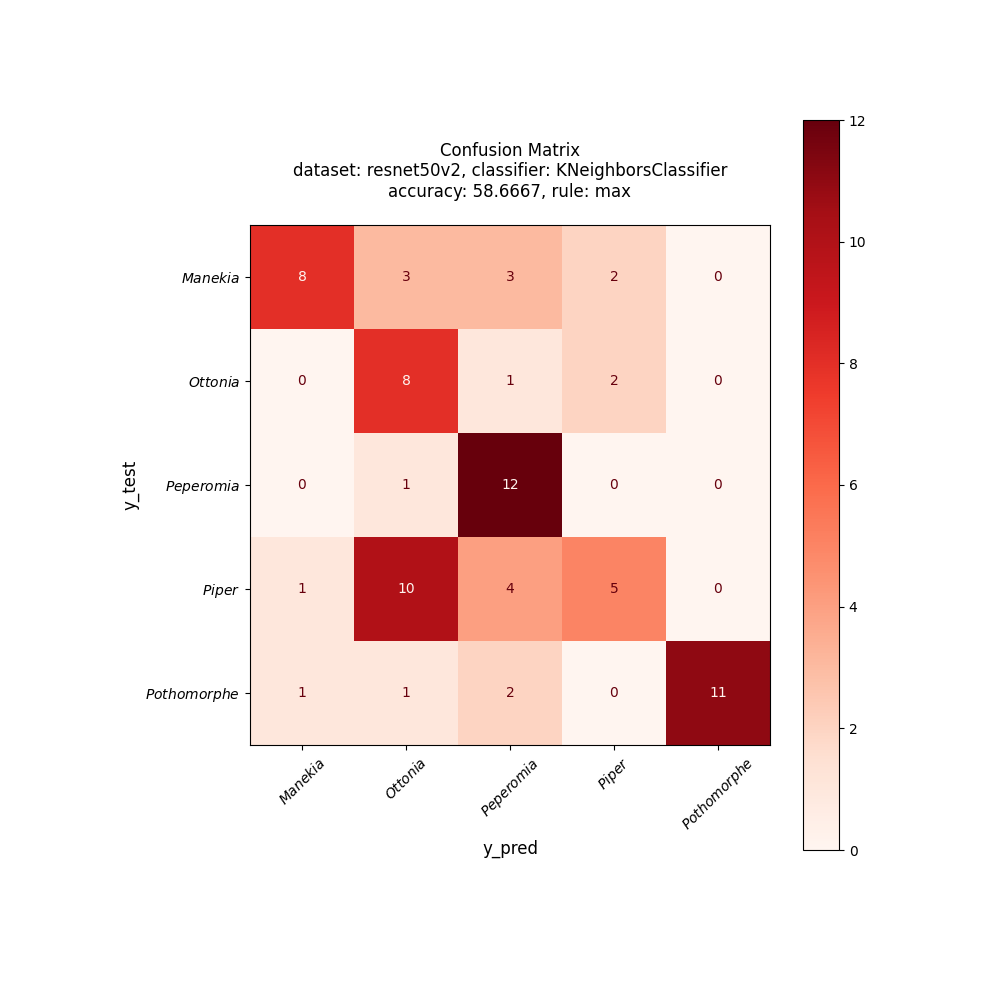 Confusion Matrix
dataset: resnet50v2, classifier: KNeighborsClassifier
accuracy: 58.6667, rule: max
y_test
Manekia 8 3 3 2 0
Ottonia 0 8 1 2 0
Peperomia 0 1 12 0 0
Piper 1 10 4 5 0
Pothomorphe 1 1 2 0 11
Manekia Ottonia Peperomia Piper Pothomorphe
y_pred
12
10
8
6
4
2
0